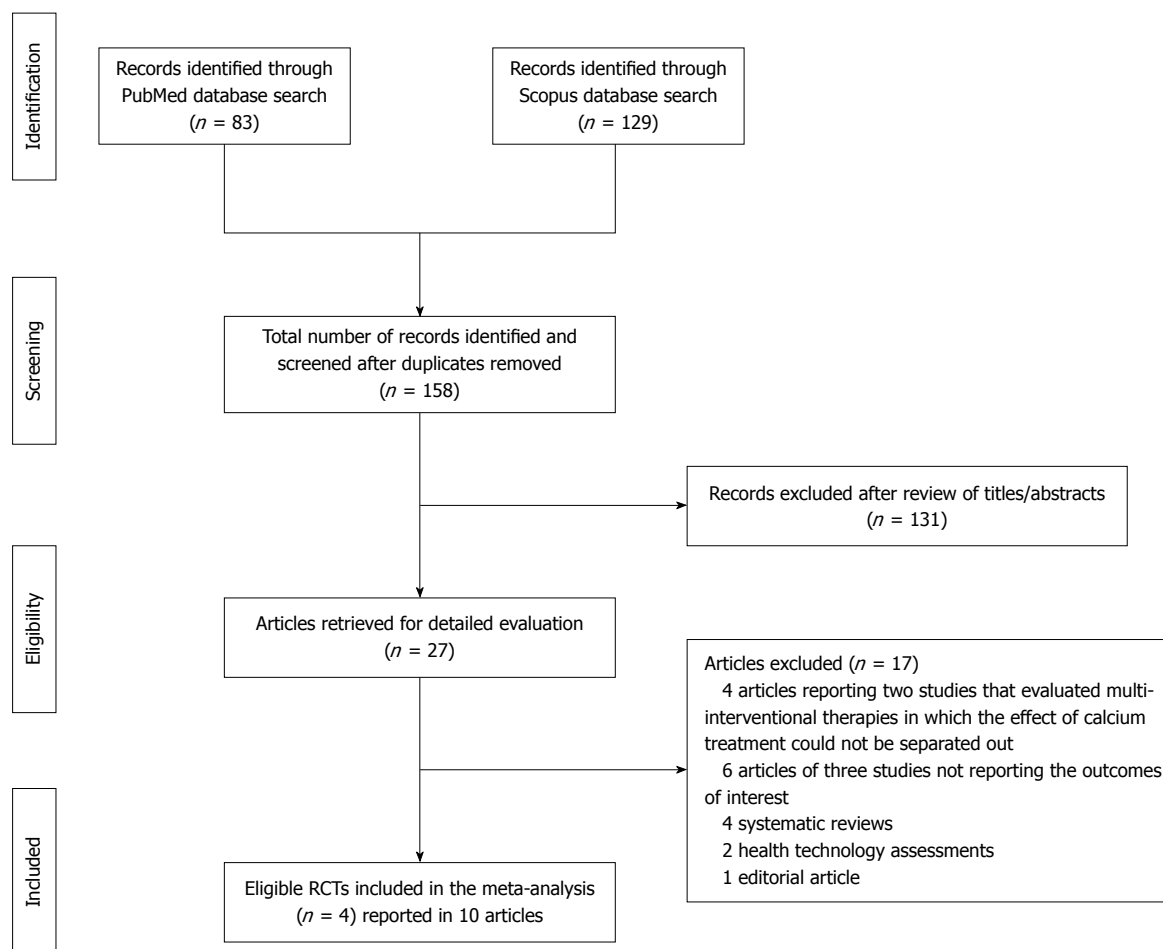 Identification
Records identified through
PubMed database search
(n = 83)
Records identified through
Scopus database search
(n = 129)
Screening
Total number of records identified and
screened after duplicates removed
(n = 158)
Records excluded after review of titles/abstracts
(n = 131)
Eligibility
Articles retrieved for detailed evaluation
(n = 27)
Articles excluded (n = 17)
4 articles reporting two studies that evaluated multi-
interventional therapies in which the effect of calcium
treatment could not be separated out
6 articles of three studies not reporting the outcomes
of interest
4 systematic reviews
2 health technology assessments
1 editorial article
Included
Eligible RCTs included in the meta-analysis
(n = 4) reported in 10 articles